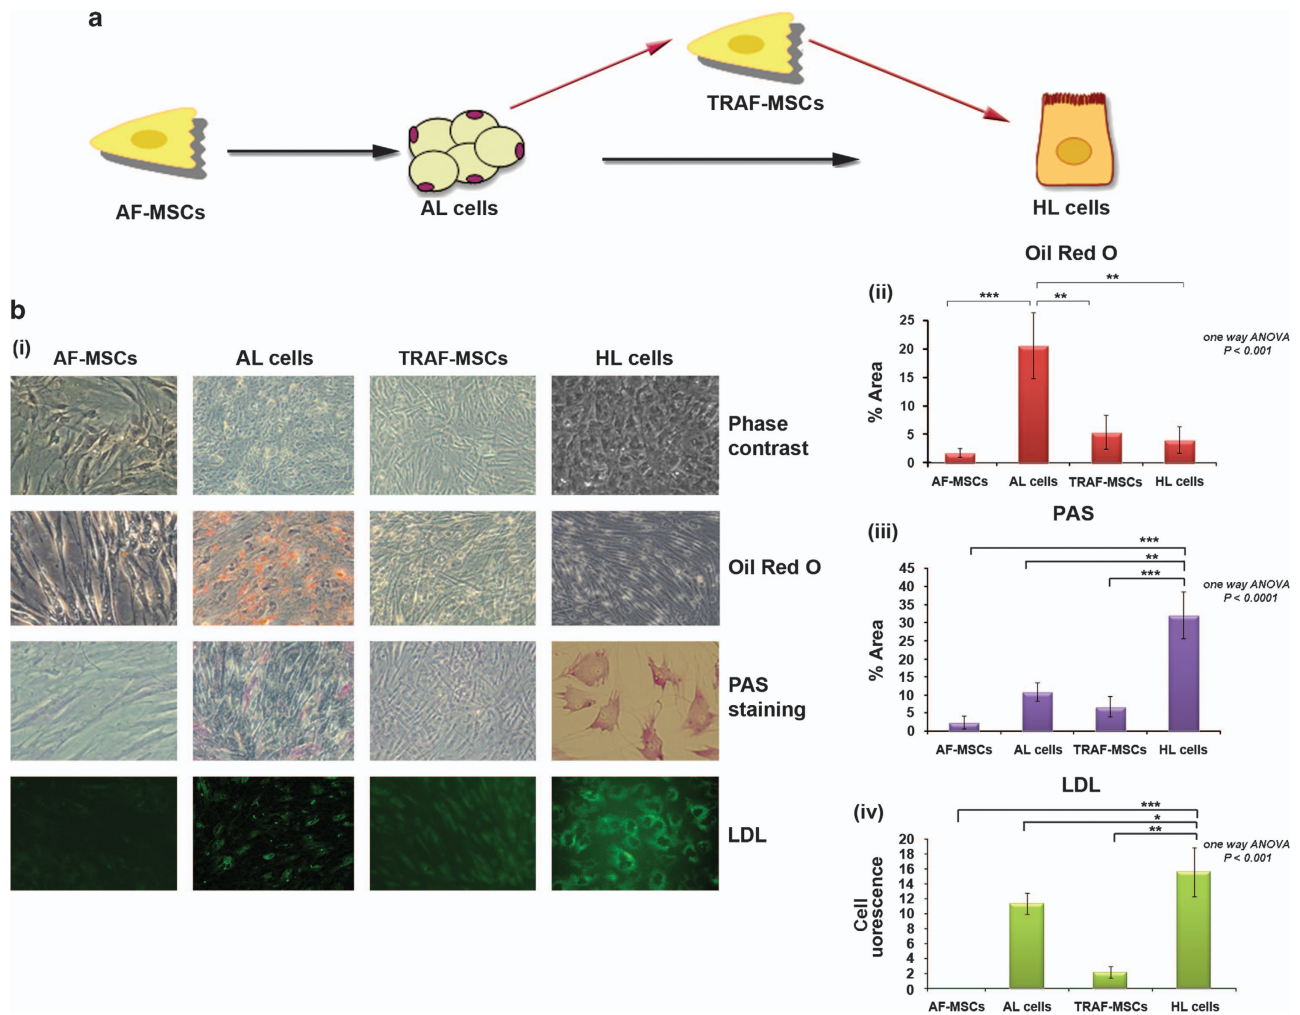 a
TRAF-MSCs
AF-MSCs
AL cells
HL cells
b
(i)
AF-MSCs AL cells TRAF-MSCs HL cells
Phase
contrast
Oil Red O
PAS
staining
LDL
Oil Red O
(ii)
**
*** **
one way ANOVA
P < 0.001
% Area
25
20
15
10
5
0
AF-MSCs AL cells TRAF-MSCs HL cells
PAS
(iii)
***
**
***
one way ANOVA
P < 0.0001
% Area
45
40
35
30
25
20
15
10
5
0
AF-MSCs AL cells TRAF-MSCs HL cells
LDL
(iv)
***
*
**
one way ANOVA
P < 0.001
Cell
uorescence
20
18
16
14
12
10
8
6
4
2
0
AF-MSCs AL cells TRAF-MSCs HL cells